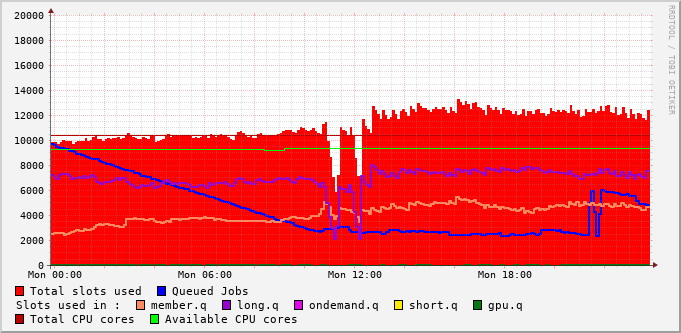 20000
18000
16000
14000
12000
10000
8000
6000
4000
2000
0
Mon 00:00 Mon 06:00 Mon 12:00 Mon 18:00
Total slots used Queued Jobs
Slots used in : member.q long.q ondemand.q short.q gpu.q
Total CPU cores Available CPU cores
RRDTOOL / TOBI OETIKER